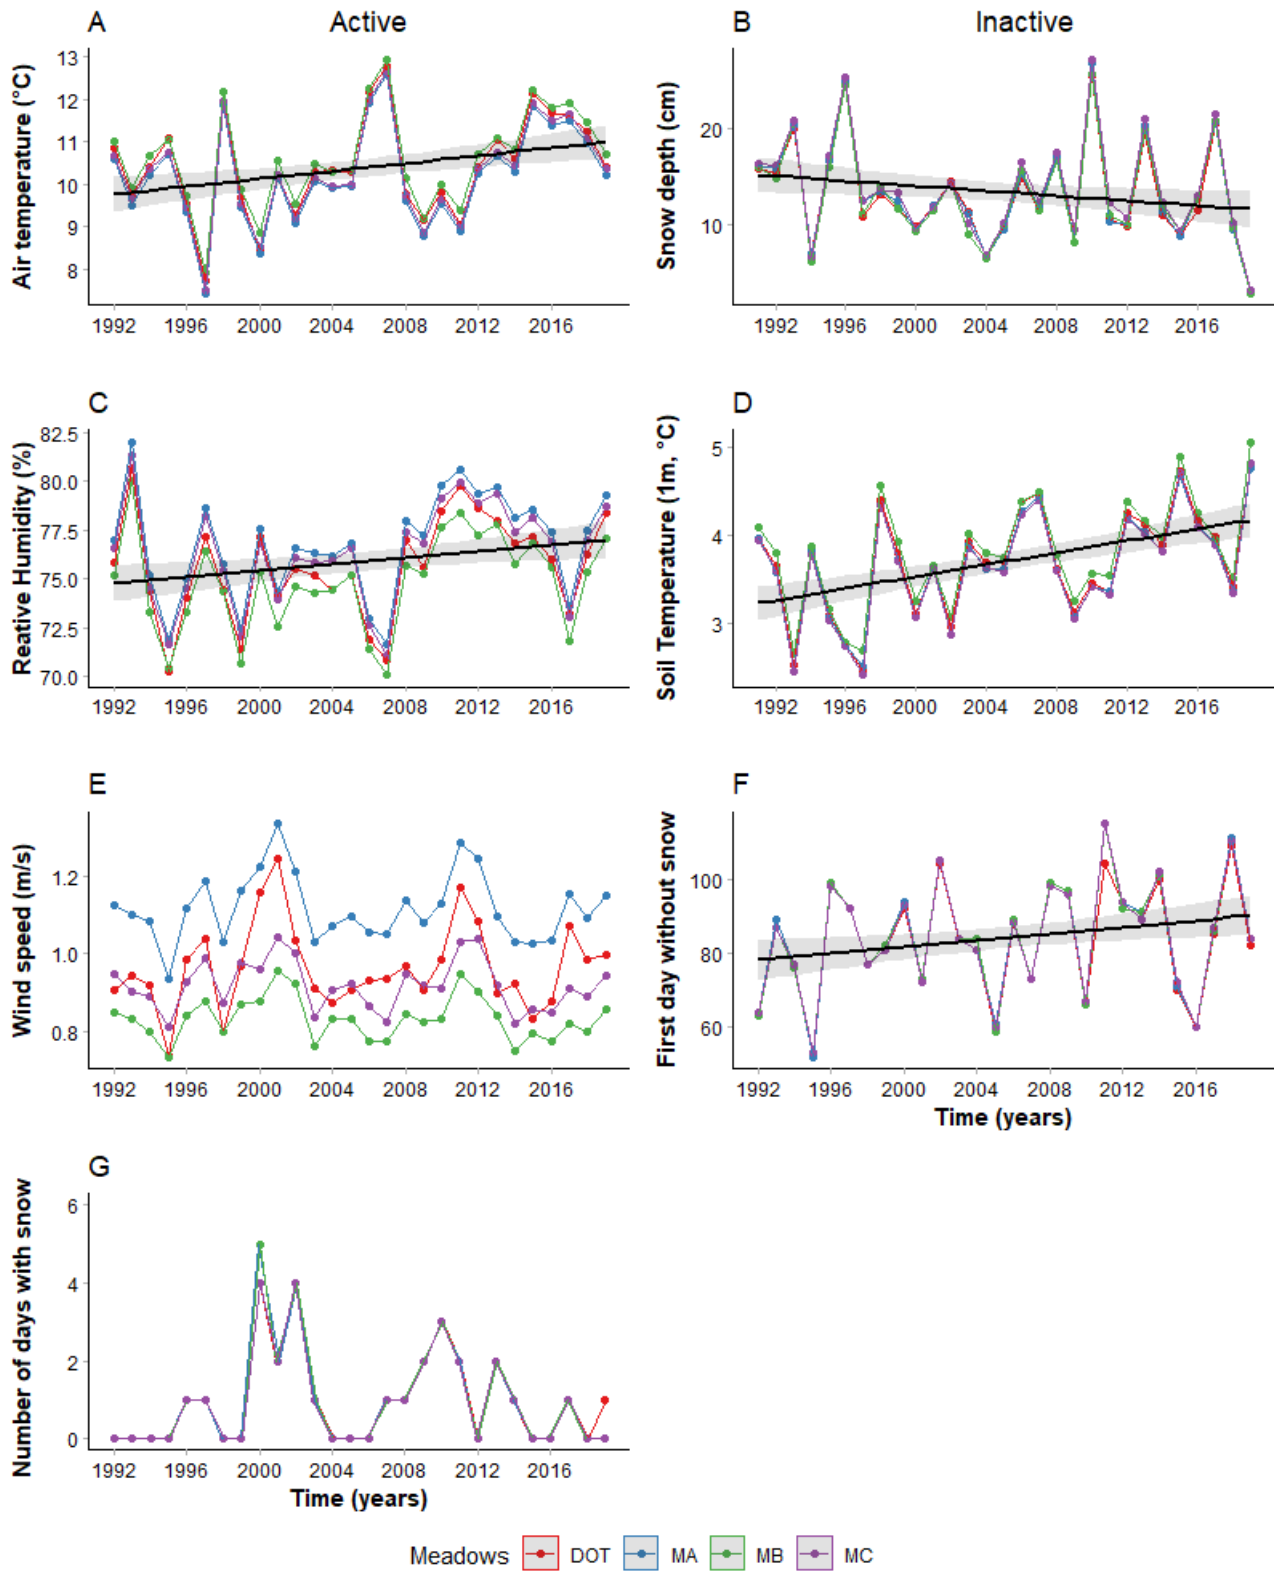 A Active B Inactive
Air temperature (°C)
13
12
11
10
9
8
1992 1996 2000 2004 2008 2012 2016
Snow depth (cm)
20
10
1992 1996 2000 2004 2008 2012 2016
C
Reative Humidity (%)
82.5
80.0
77.5
75.0
72.5
70.0
1992 1996 2000 2004 2008 2012 2016
D
Soil Temperature (1m, °C)
5
4
3
1992 1996 2000 2004 2008 2012 2016
E
Wind speed (m/s)
1.2
1.0
0.8
1992 1996 2000 2004 2008 2012 2016
F
First day without snow
100
80
60
1992 1996 2000 2004 2008 2012 2016
Time (years)
G
Number of days with snow
6
4
2
0
1992 1996 2000 2004 2008 2012 2016
Time (years)
Meadows DOT MA MB MC